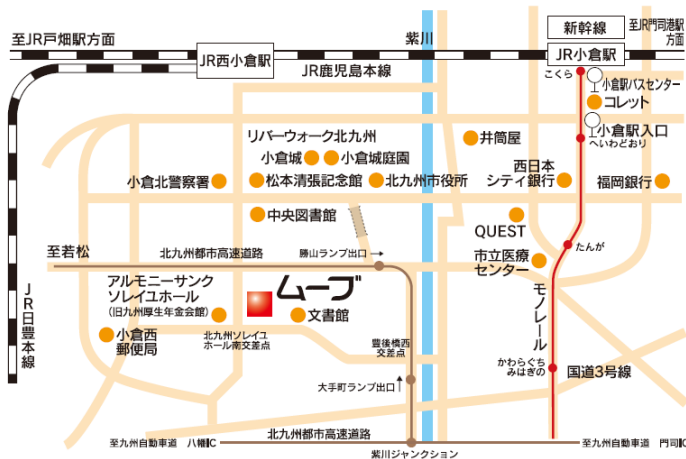 至JR戸畑駅方面
紫川
新幹線
至JR門司港駅
方面
JR西小倉駅
JR小倉駅
JR鹿児島本線
こくら
小倉駅バスセンター
コレット
リバーウォーク北九州
井筒屋
小倉駅入口
へいわどおり
小倉城
小倉城庭園
西日本
シティ銀行
小倉北警察署
松本清張記念館
北九州市役所
福岡銀行
中央図書館
QUEST
至若松
北九州都市高速道路
勝山ランプ出口→
たんが
市立医療
センター
アルモニーサンク
ソレイユホール
(旧九州厚生年金会館)
ムーブ
文書館
モノレール
JR日豊本線
小倉西
郵便局
北九州ソレイユ
ホール南交差点
豊後橋西
交差点
かわらぐち
みはぎの
国道3号線
大手町ランプ出口↑
至九州自動車道 八幡IC
北九州都市高速道路
至九州自動車道 門司IC
紫川ジャンクション